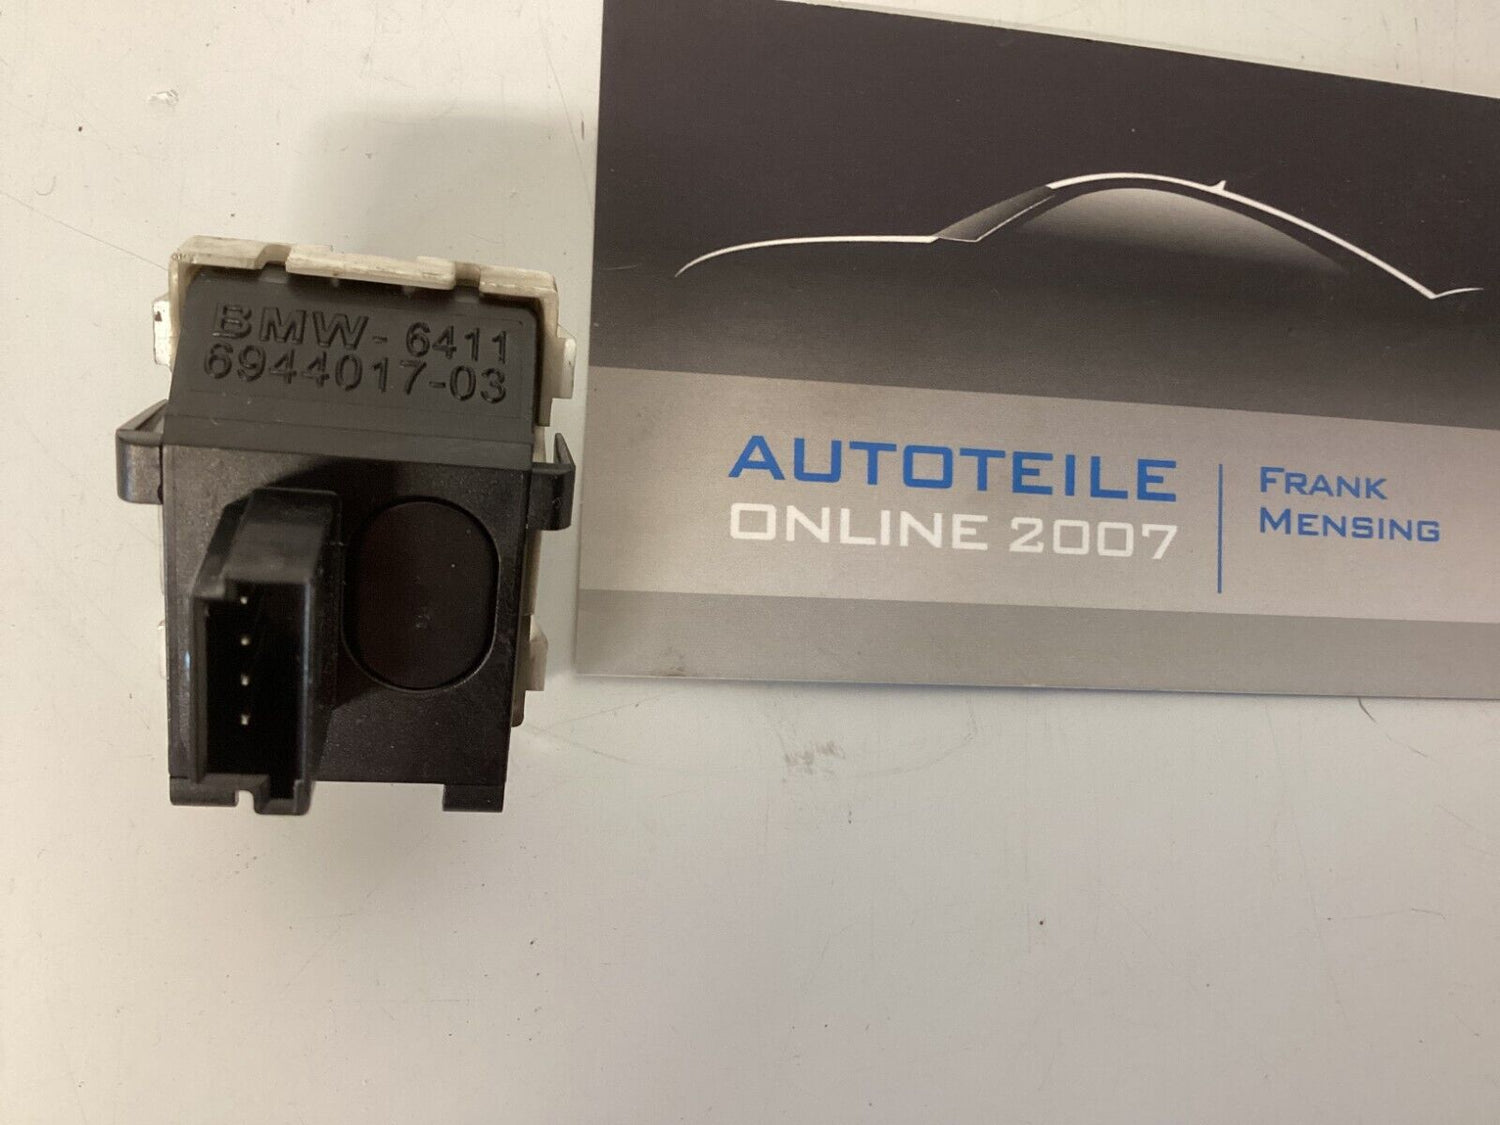 BMW- 6411
6944017-03
AUTOTEILE
ONLINE 2007
FRANK
MENSING